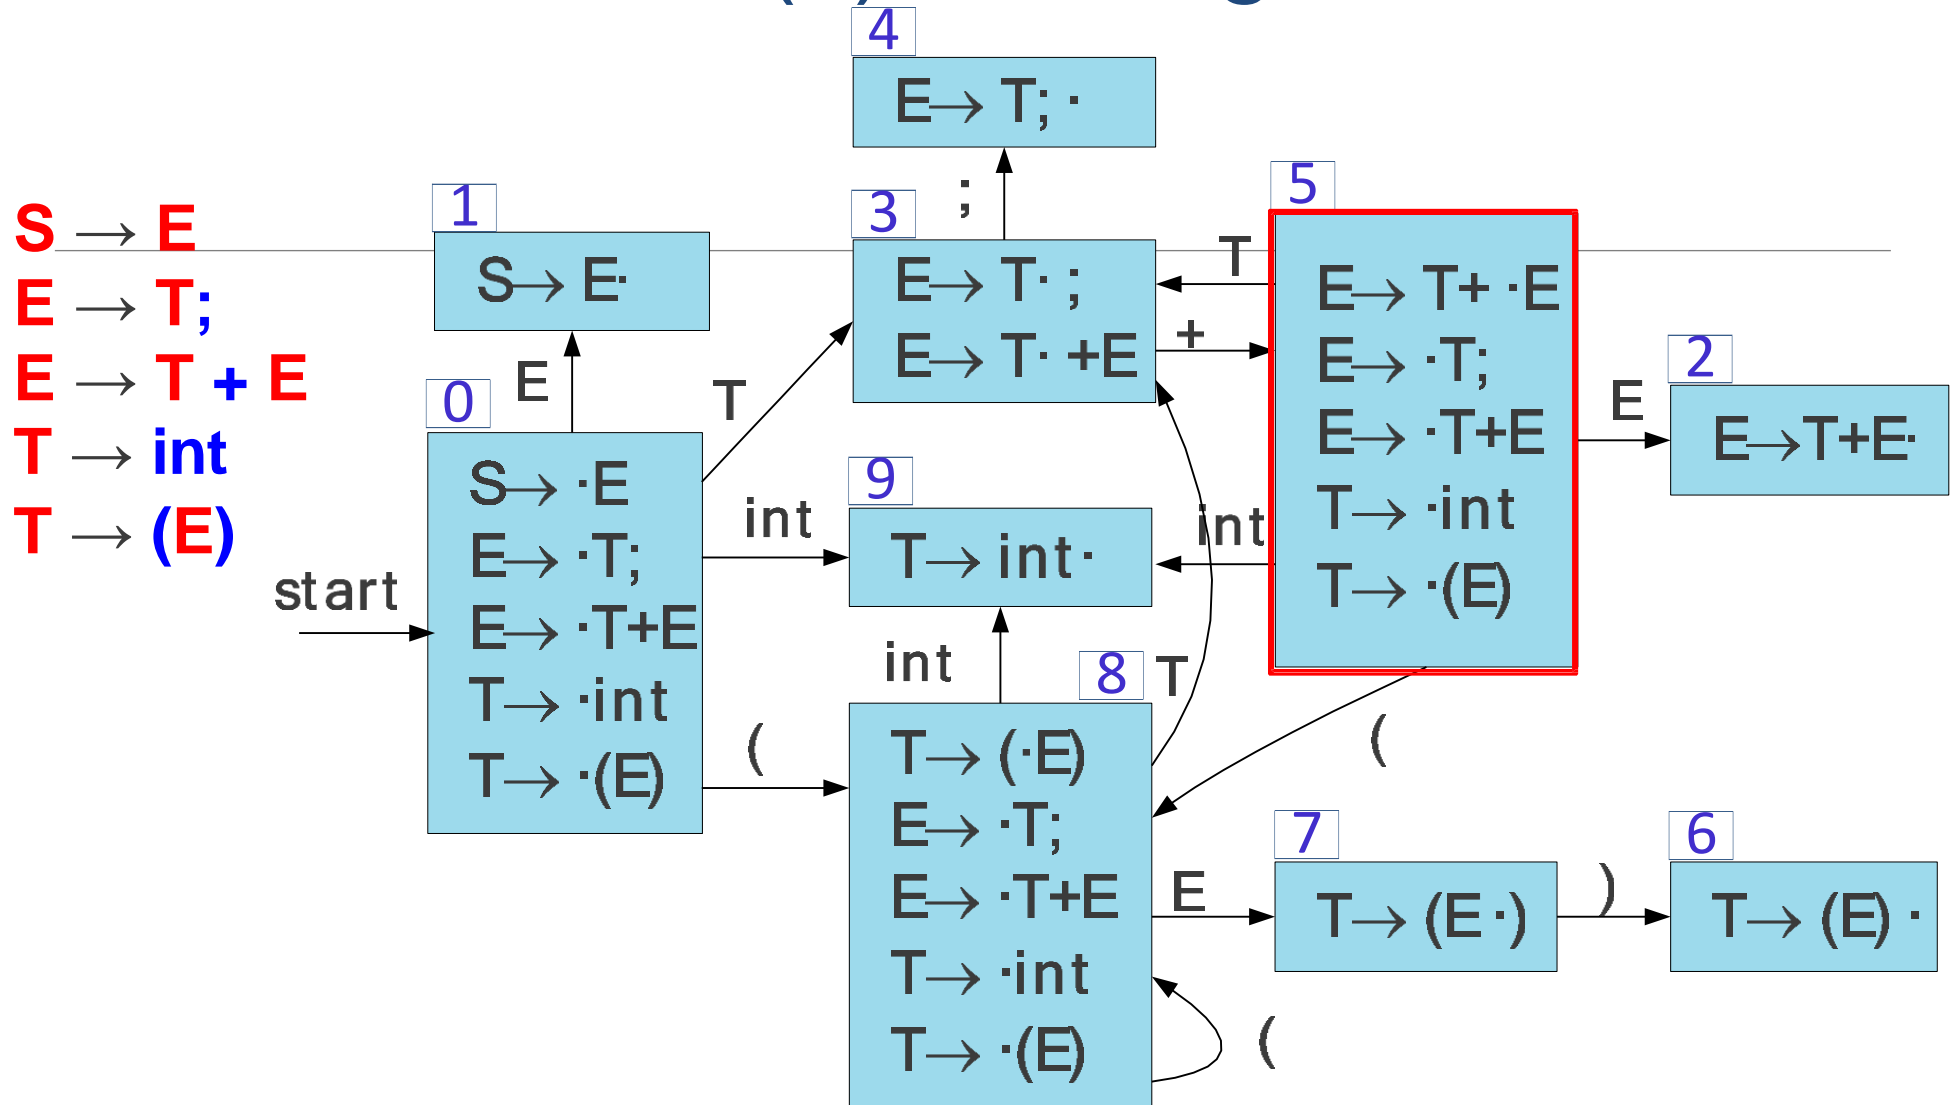 4
E→ T; ·
S → E
E → T;
E → T + E
T → int
T → (E)
1
S→ E·
E
0
start
S→ ·E
E→ ·T;
E→ ·T+E
T→ ·int
T→ ·(E)
T
int
(
;
3
E→ T· ;
E→ T· +E
9
T→ int·
int
8
T→ (·E)
E→ ·T;
E→ ·T+E
T→ ·int
T→ ·(E)
T
+
int
T
(
E
(
5
E→ T+ ·E
E→ ·T;
E→ ·T+E
T→ ·int
T→ ·(E)
E
2
E→T+E·
7
T→ (E·)
)
6
T→ (E) ·